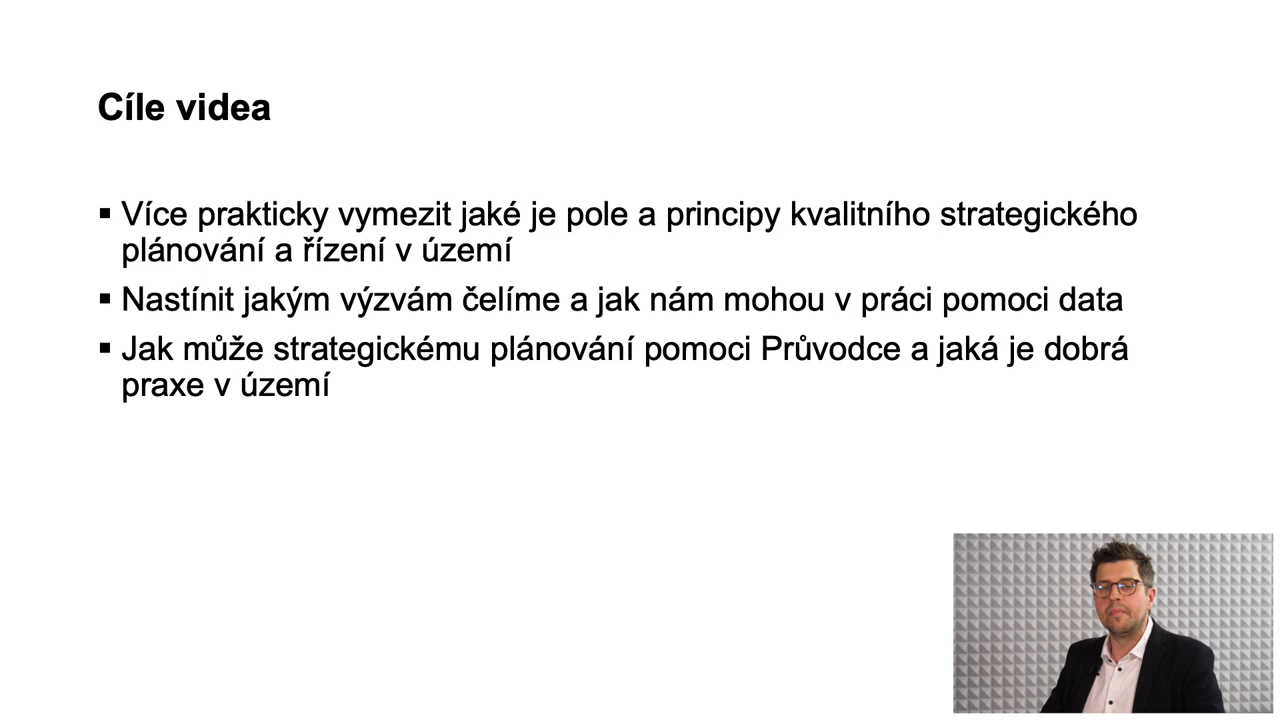 Cíle videa
▪ Více prakticky vymezit jaké je pole a principy kvalitního strategického
plánování a řízení v území
▪ Nastínit jakým výzvám čelíme a jak nám mohou v práci pomoci data
▪ Jak může strategickému plánování pomoci Průvodce a jaká je dobrá
praxe v území